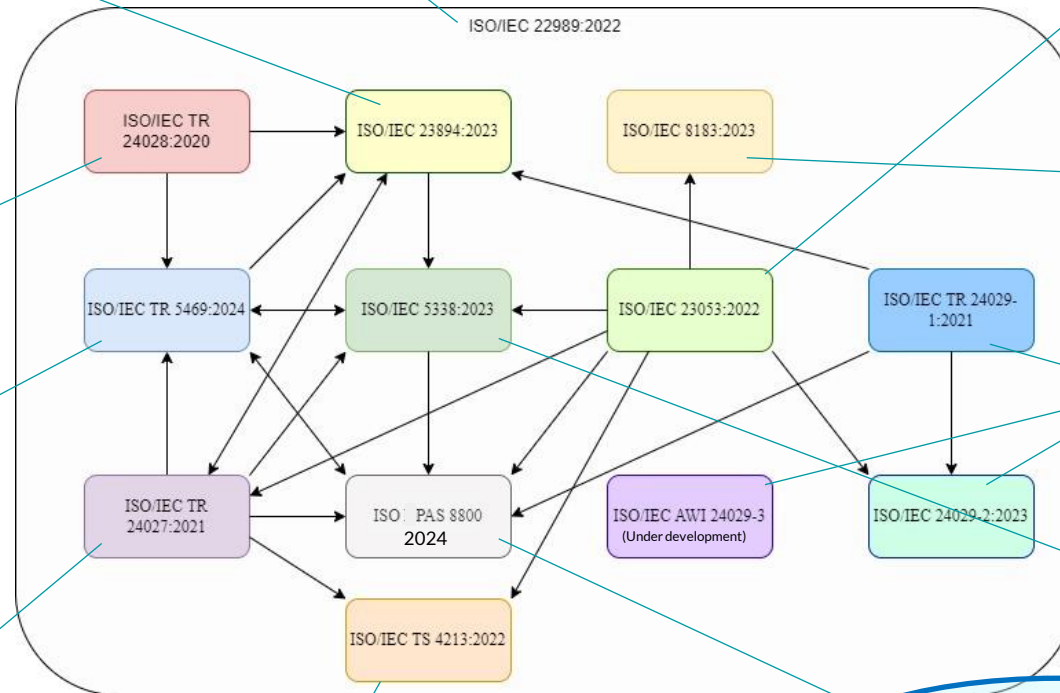 ISO/IEC 22989:2022
ISO/IEC TR
24028:2020
ISO/IEC 23894:2023
ISO/IEC 8183:2023
ISO/IEC TR 5469:2024
ISO/IEC 5338:2023
ISO/IEC 23053:2022
ISO/IEC TR 24029-
1:2021
ISO/IEC TR
24027:2021
ISO PAS 8800
2024
ISO/IEC AWI 24029-3
(Under development)
ISO/IEC 24029-2:2023
ISO/IEC TS 4213:2022